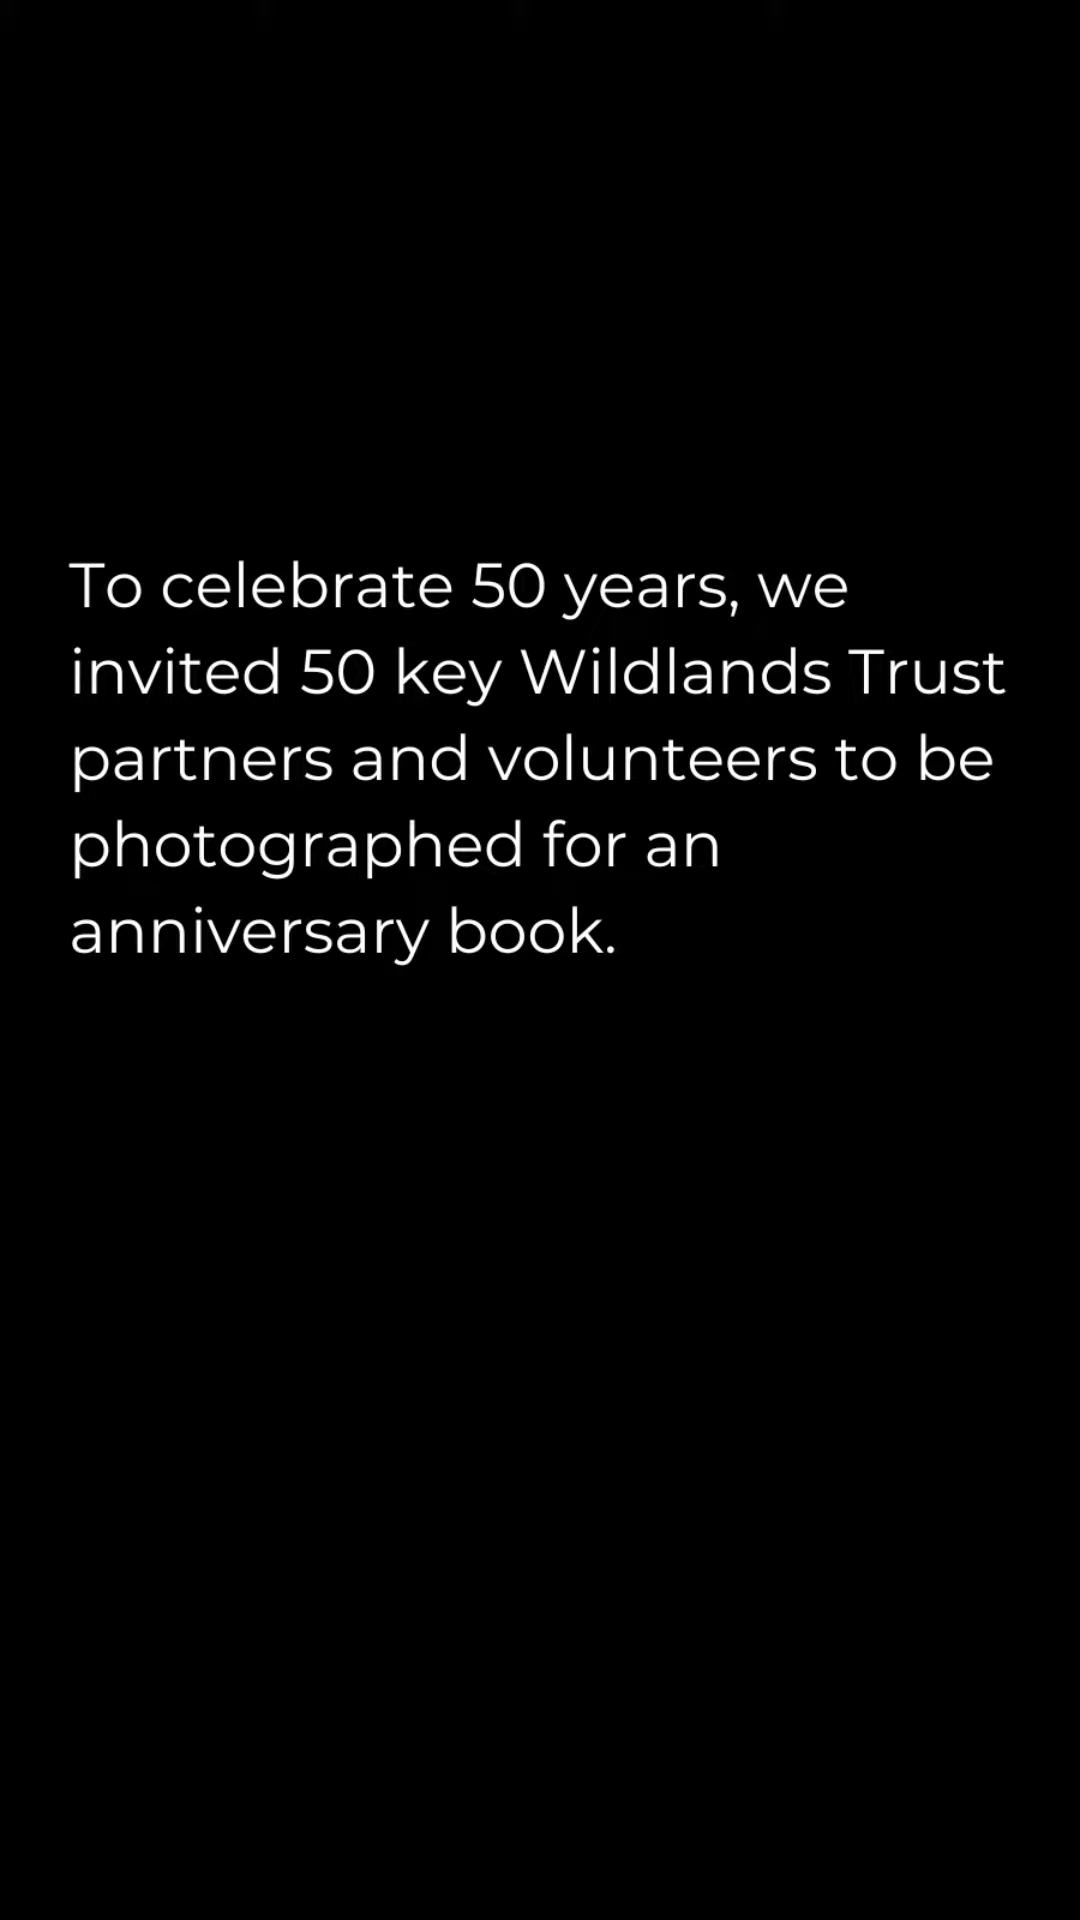 To celebrate 50 years, we
invited 50 key Wildlands Trust
partners and volunteers to be
photographed for an
anniversary book.